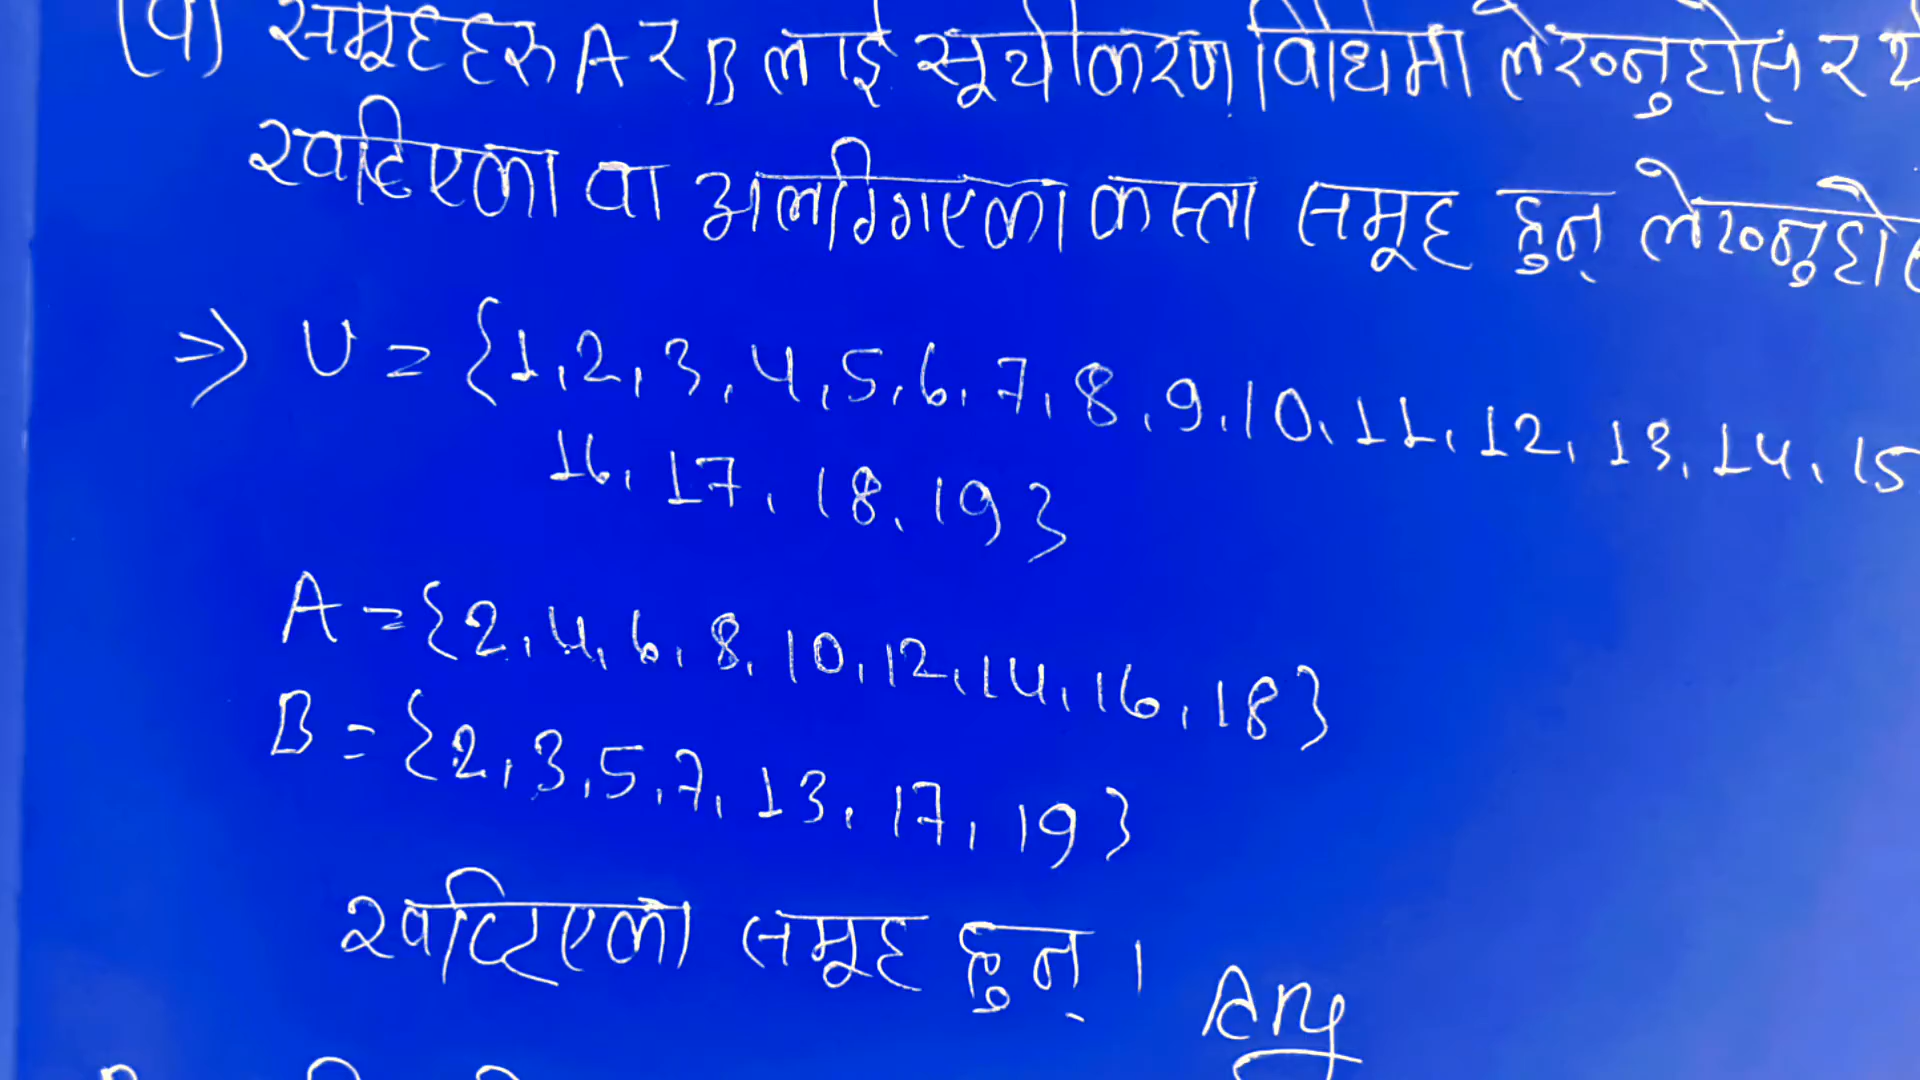 समूहहरू A र B लाई सूचीकरण विधिमा लेख्नुहोस् र
खप्टिएका वा अलग्गिएका कस्ता समूह हुन् लेख्नुहो
⇒ U = {1, 2, 3, 4, 5, 6, 7, 8, 9, 10, 11, 12, 13, 14, 15
16, 17, 18, 19}
A = {2, 4, 6, 8, 10, 12, 14, 16, 18}
B = {2, 3, 5, 7, 13, 17, 19}
खप्टिएका समूह हुन् ।
Ans